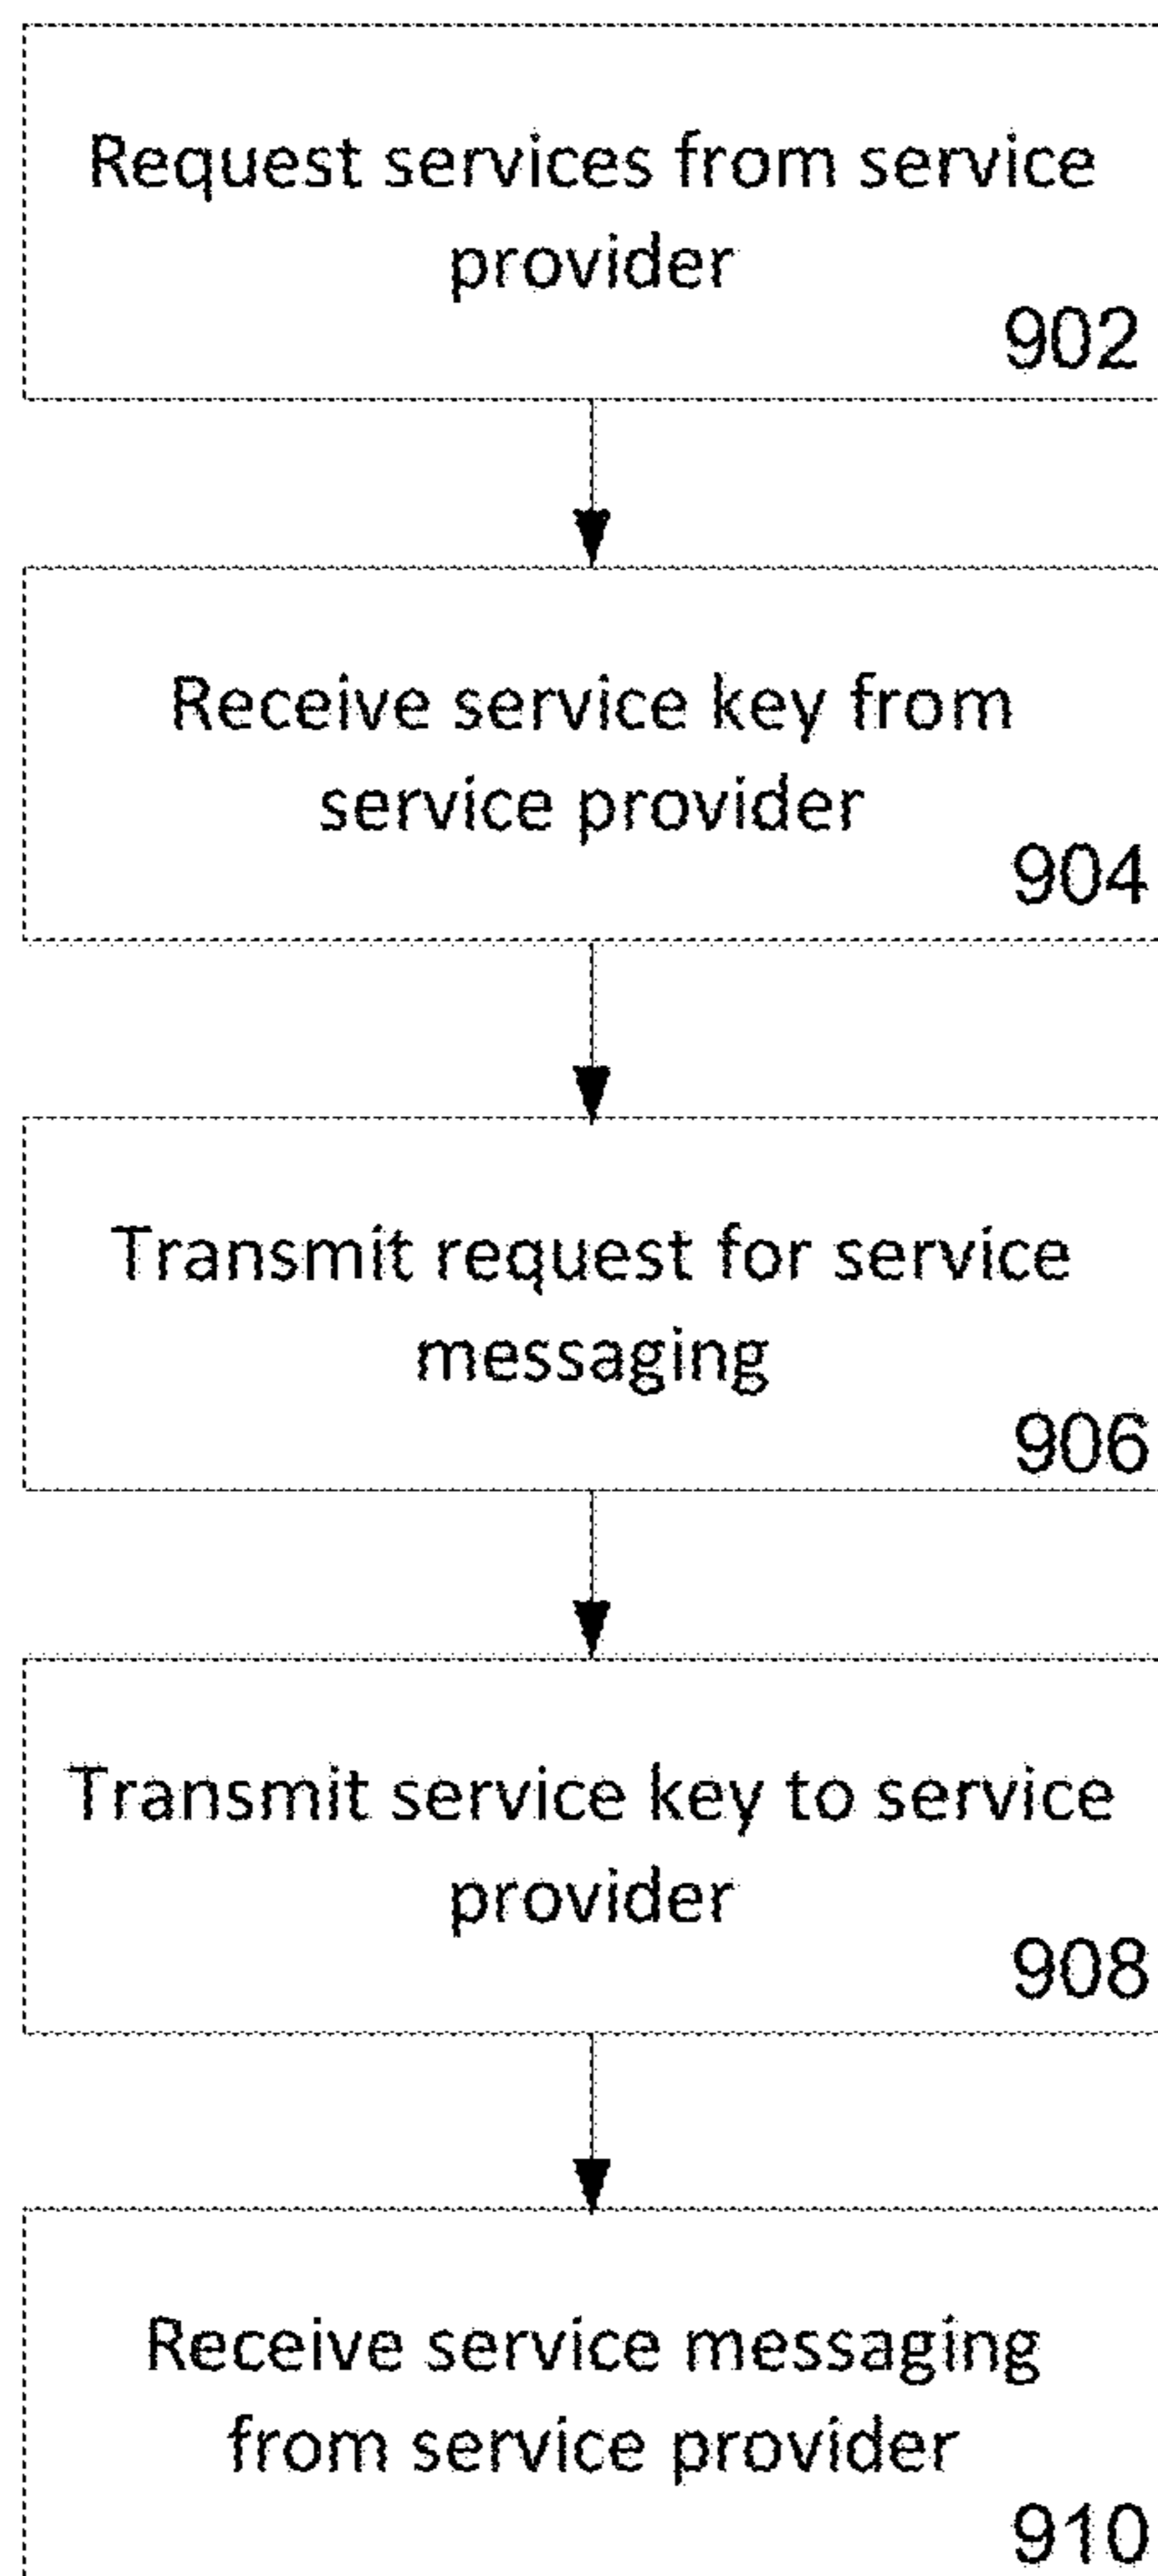 Request services from service
provider
902
Receive service key from
service provider
904
Transmit request for service
messaging
906
Transmit service key to service
provider
908
Receive service messaging
from service provider
910